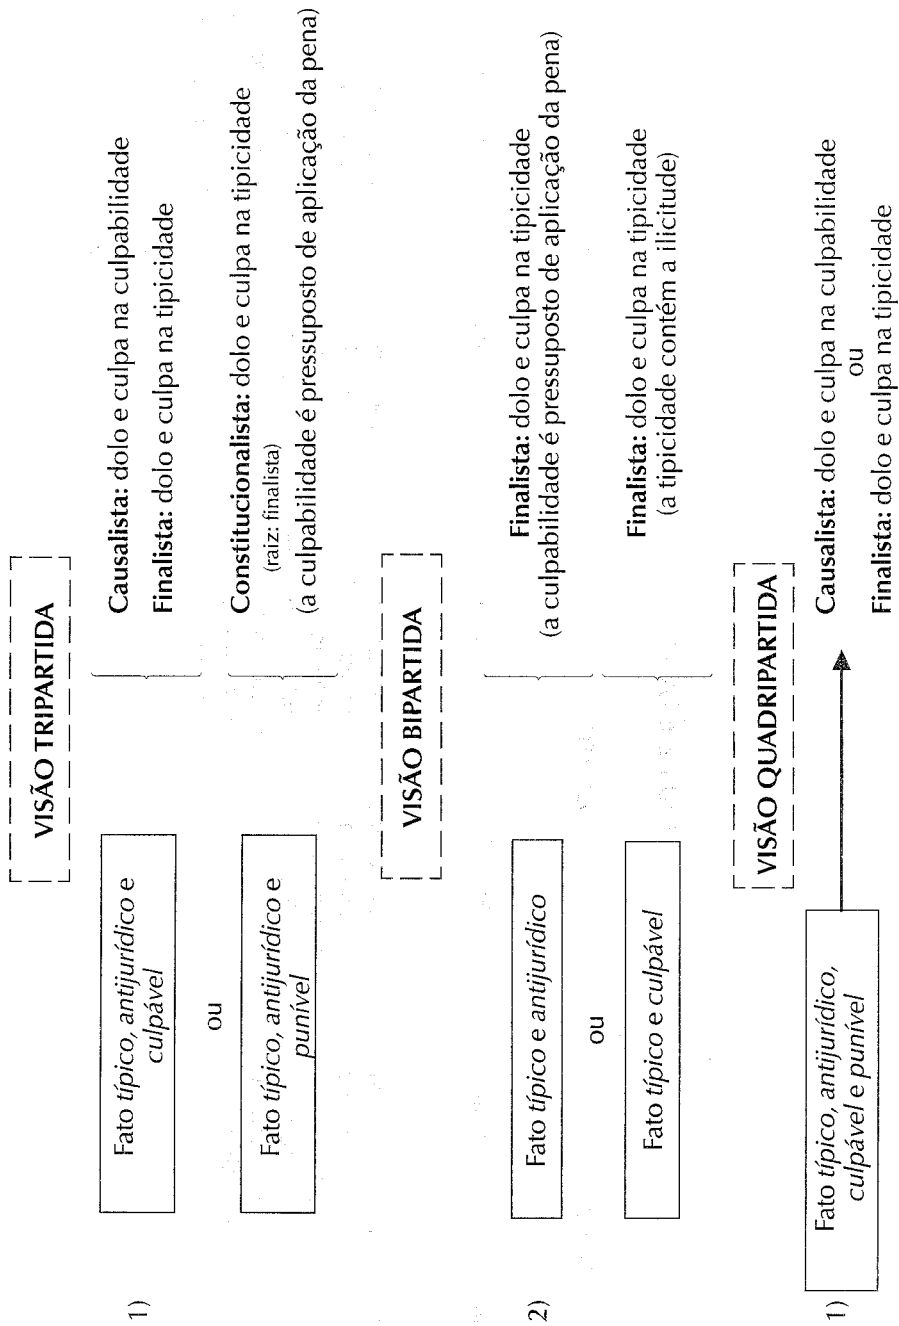 VISÃO TRIPARTIDA
1)
Fato típico, antijurídico e
culpável
Causalista: dolo e culpa na culpabilidade
Finalista: dolo e culpa na tipicidade
ou
Fato típico, antijurídico e
punível
Constitucionalista: dolo e culpa na tipicidade
(raiz: finalista)
(a culpabilidade é pressuposto de aplicação da pena)
VISÃO BIPARTIDA
2)
Fato típico e antijurídico
Finalista: dolo e culpa na tipicidade
(a culpabilidade é pressuposto de aplicação da pena)
ou
Fato típico e culpável
Finalista: dolo e culpa na tipicidade
(a tipicidade contém a ilicitude)
VISÃO QUADRIPARTIDA
1)
Fato típico, antijurídico,
culpável e punível
Causalista: dolo e culpa na culpabilidade
ou
Finalista: dolo e culpa na tipicidade